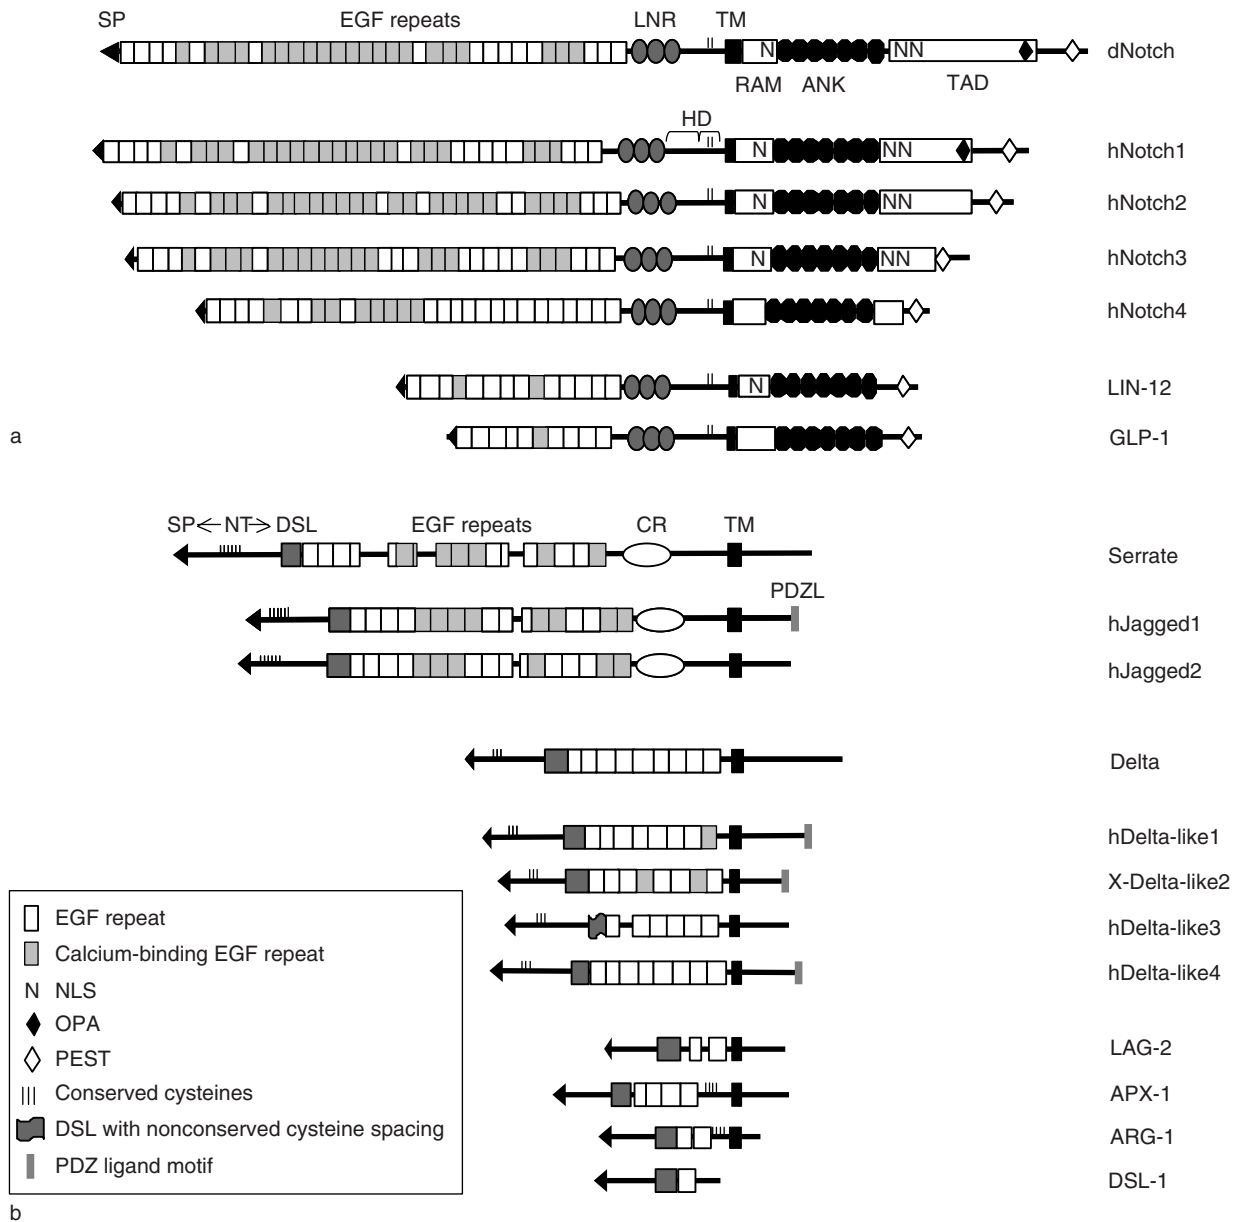 SP EGF repeats LNR TM
N NN dNotch
RAM ANK TAD
HD
N NN hNotch1
N NN hNotch2
N NN hNotch3
hNotch4
N LIN-12
a GLP-1
SP NT DSL EGF repeats CR TM
Serrate
PDZL
hJagged1
hJagged2
Delta
hDelta-like1
X-Delta-like2
hDelta-like3
hDelta-like4
LAG-2
APX-1
ARG-1
DSL-1
EGF repeat
Calcium-binding EGF repeat
N NLS
OPA
PEST
Conserved cysteines
DSL with nonconserved cysteine spacing
PDZ ligand motif
b